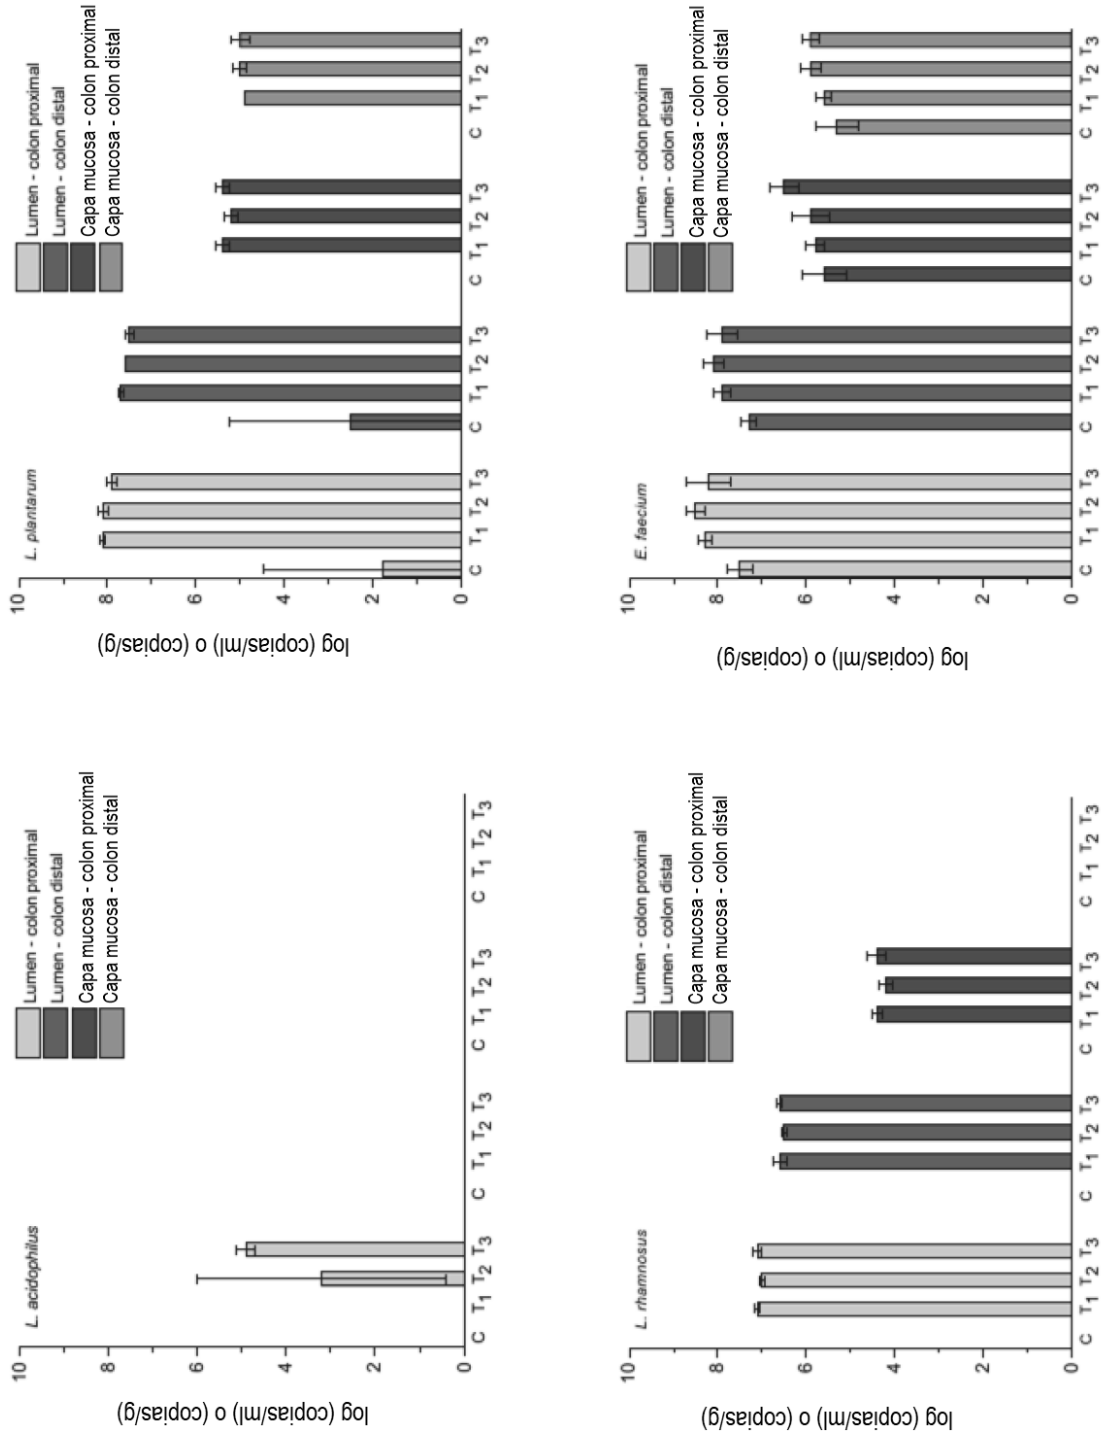 L. acidophilus
Lumen - colon proximal
Lumen - colon distal
Capa mucosa - colon proximal
Capa mucosa - colon distal
log (copias/ml) o (copias/g)
10
8
6
4
2
0
C T1 T2 T3 C T1 T2 T3 C T1 T2 T3 C T1 T2 T3
L. plantarum
Lumen - colon proximal
Lumen - colon distal
Capa mucosa - colon proximal
Capa mucosa - colon distal
log (copias/ml) o (copias/g)
10
8
6
4
2
0
C T1 T2 T3 C T1 T2 T3 C T1 T2 T3 C T1 T2 T3
L. rhamnosus
Lumen - colon proximal
Lumen - colon distal
Capa mucosa - colon proximal
Capa mucosa - colon distal
log (copias/ml) o (copias/g)
10
8
6
4
2
0
C T1 T2 T3 C T1 T2 T3 C T1 T2 T3 C T1 T2 T3
E. faecium
Lumen - colon proximal
Lumen - colon distal
Capa mucosa - colon proximal
Capa mucosa - colon distal
log (copias/ml) o (copias/g)
10
8
6
4
2
0
C T1 T2 T3 C T1 T2 T3 C T1 T2 T3 C T1 T2 T3